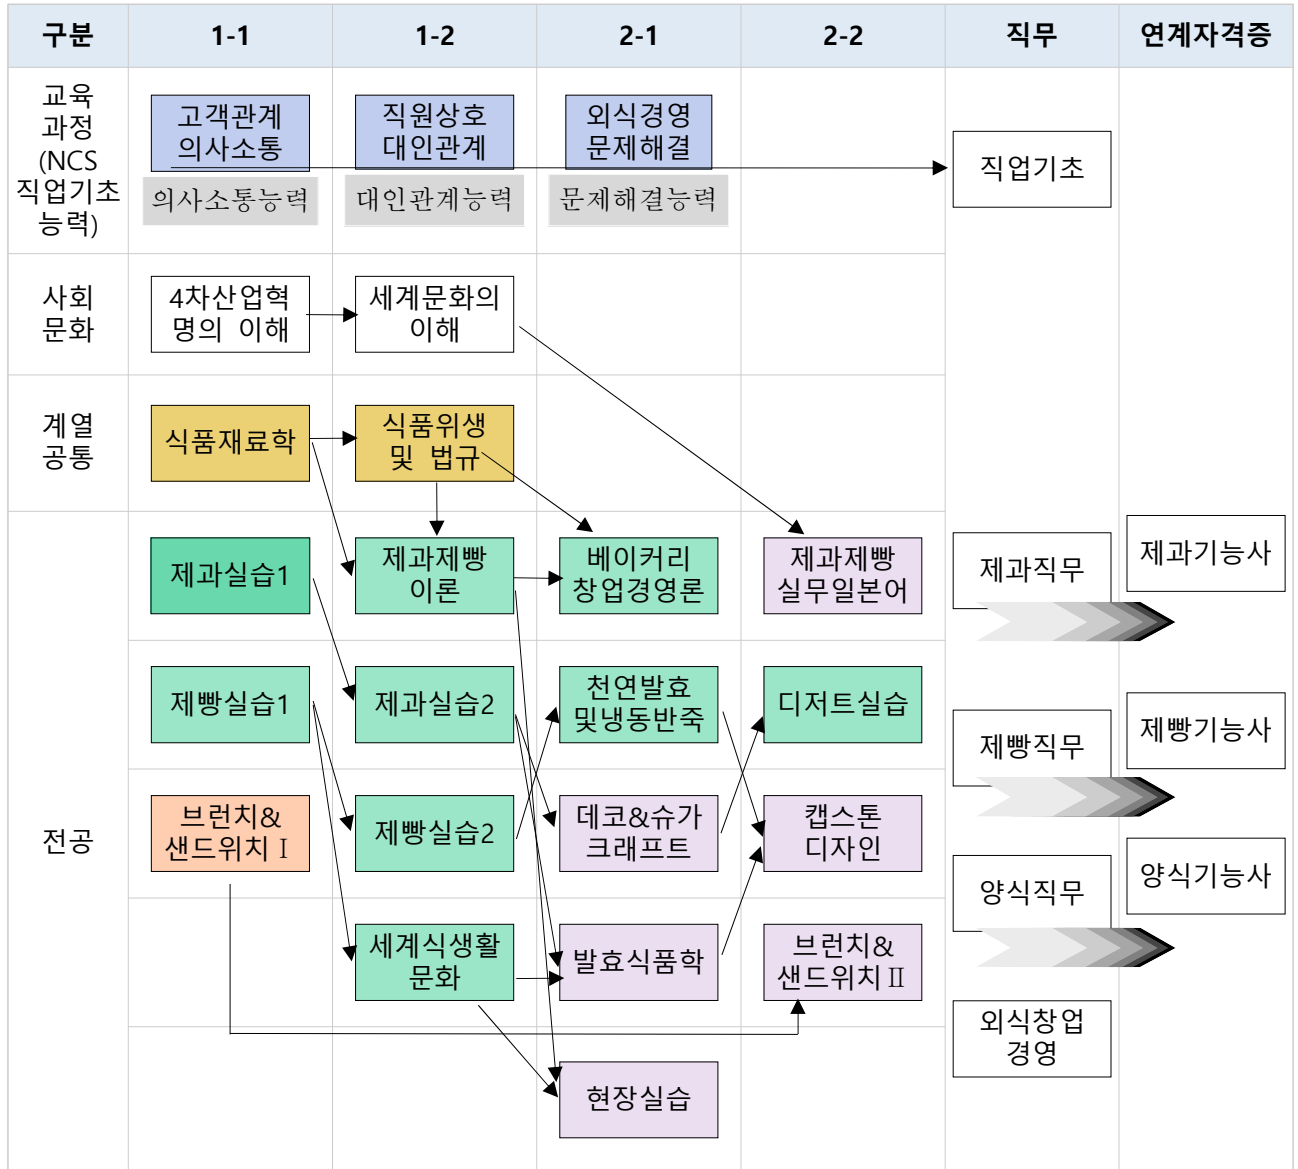 구분
1-1
1-2
2-1
2-2
직무
연계자격증
교육
과정
(NCS
직업기초
능력)
고객관계
의사소통
의사소통능력
직원상호
대인관계
대인관계능력
외식경영
문제해결
문제해결능력
직업기초
사회
문화
4차산업혁
명의 이해
세계문화의
이해
계열
공통
식품재료학
식품위생
및 법규
전공
제과실습1
제과제빵
이론
베이커리
창업경영론
제과제빵
실무일본어
제과직무
제과기능사
제빵실습1
제과실습2
천연발효
및냉동반죽
디저트실습
제빵직무
제빵기능사
브런치&
샌드위치Ⅰ
제빵실습2
데코&슈가
크래프트
캡스톤
디자인
양식직무
양식기능사
세계식생활
문화
발효식품학
브런치&
샌드위치Ⅱ
외식창업
경영
현장실습